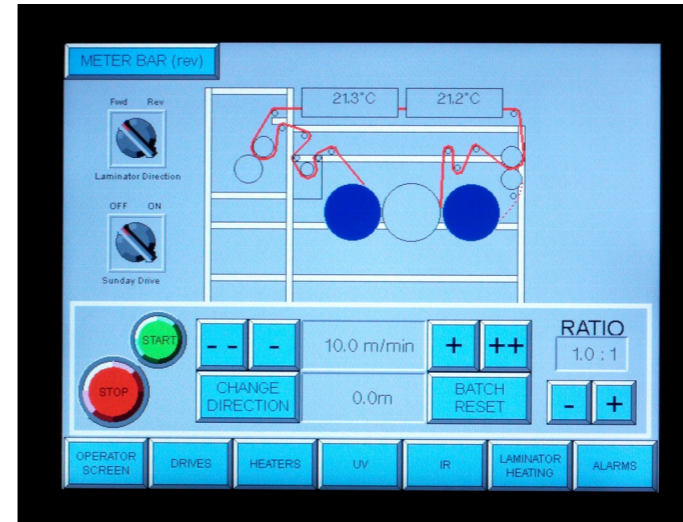 METER BAR (rev)
Fwd Rev
Laminator Direction
OFF ON
Sunday Drive
21.3°C 21.2°C
START
STOP
- - - 10.0 m/min + ++
CHANGE
DIRECTION
0.0m
BATCH
RESET
RATIO
1.0 : 1
- +
OPERATOR
SCREEN
DRIVES
HEATERS
UV
IR
LAMINATOR
HEATING
ALARMS